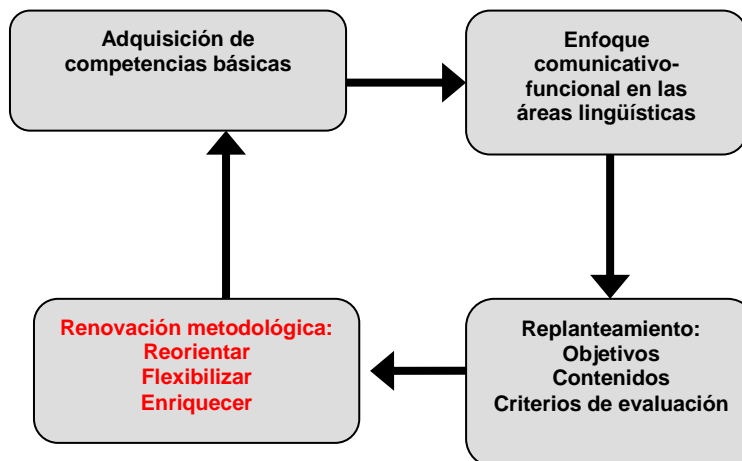 Adquisición de
competencias básicas
Enfoque
comunicativo-
funcional en las
áreas lingüísticas
Renovación metodológica:
Reorientar
Flexibilizar
Enriquecer
Replanteamiento:
Objetivos
Contenidos
Criterios de evaluación